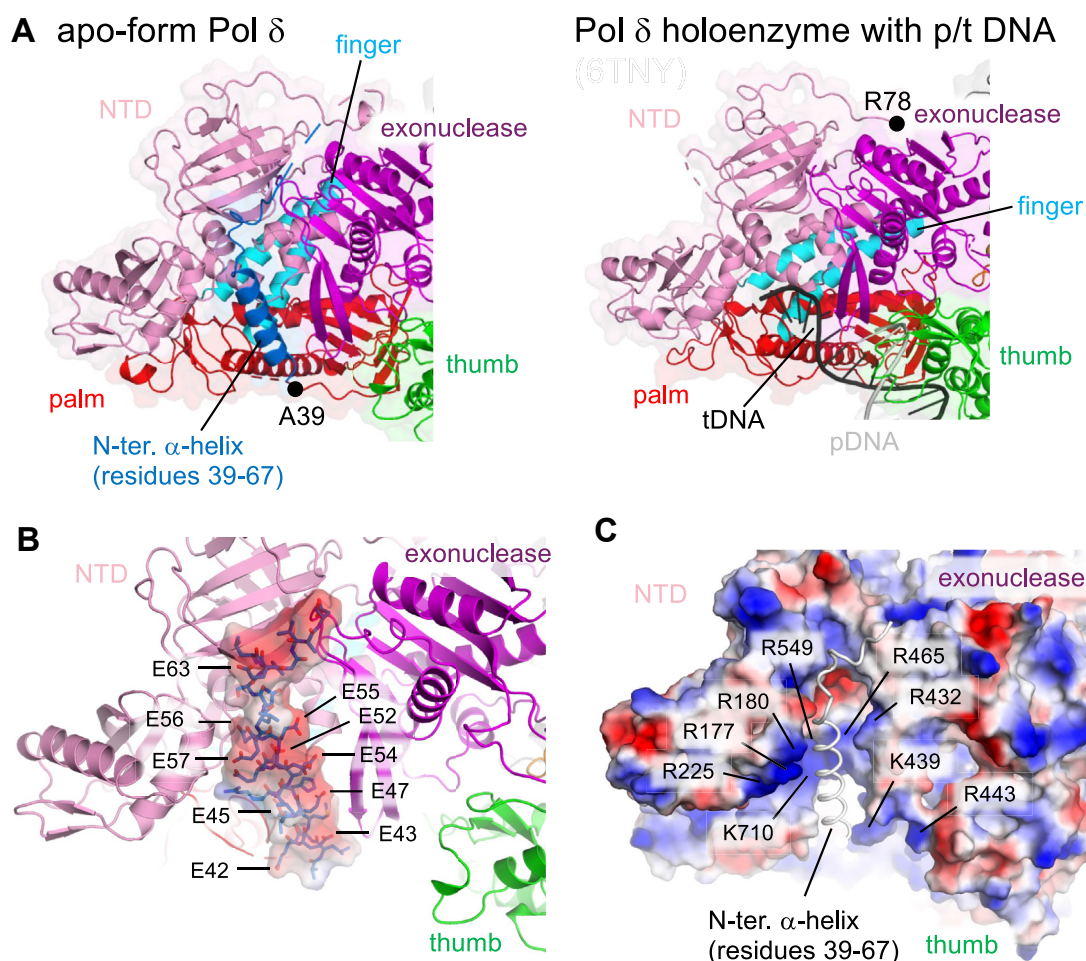 A apo-form Pol δ
finger
NTD
exonuclease
palm
A39
thumb
N-ter. α-helix
(residues 39-67)
Pol δ holoenzyme with p/t DNA
(6TNY)
R78
exonuclease
finger
palm
tDNA
thumb
pDNA
B
NTD
exonuclease
E63
E55
E56
E52
E57
E54
E45
E47
E43
E42
thumb
C
NTD
exonuclease
R549
R465
R180
R432
R177
R225
K439
R443
K710
N-ter. α-helix
(residues 39-67)
thumb